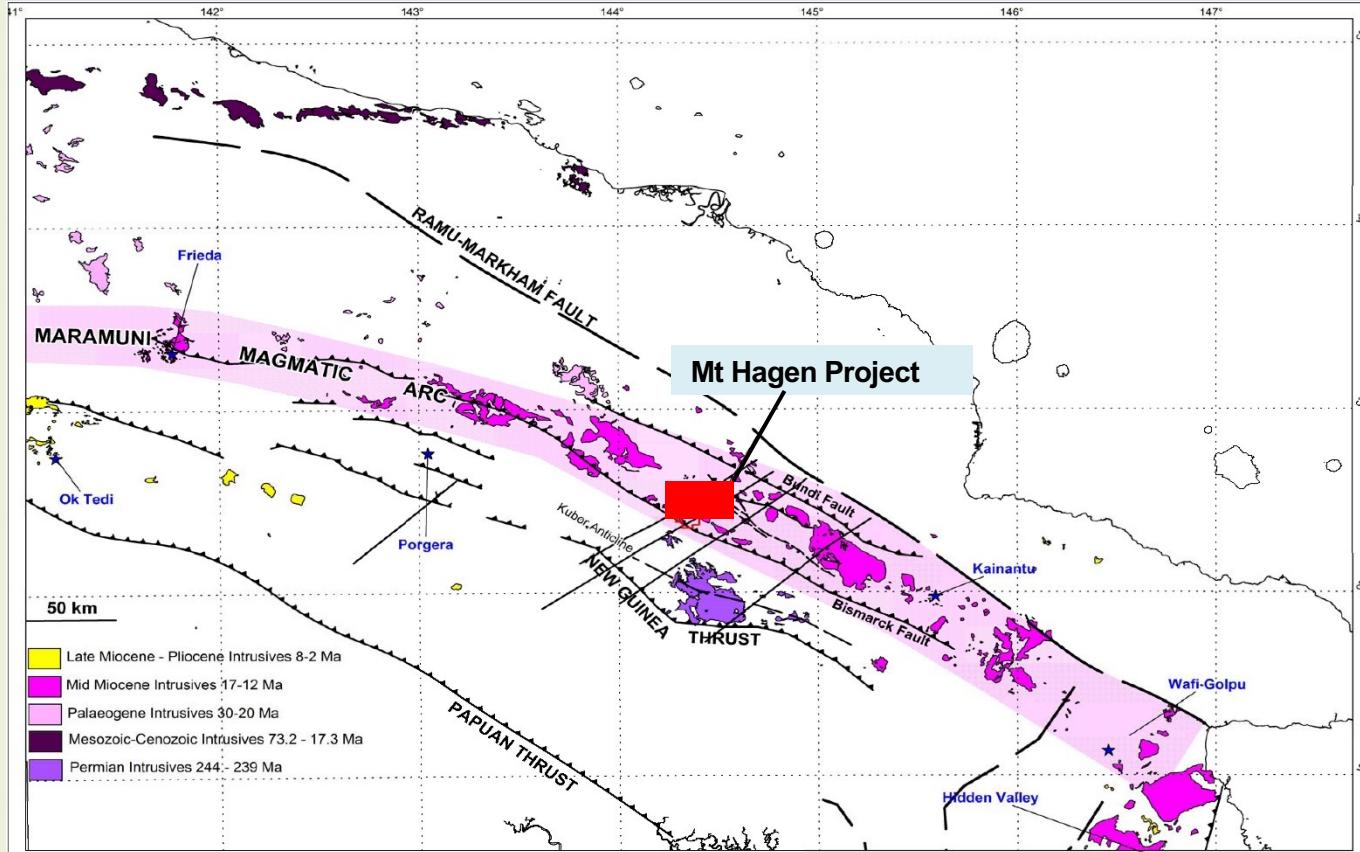 41°
142°
143°
144°
145°
146°
147°
Frieda
RAMU-MARKHAM FAULT
MARAMUNI
MAGMATIC
ARC
Mt Hagen Project
Ok Tedi
Porgera
Bundi Fault
Kubor Anticline
NEW GUINEA
THRUST
Kainantu
Bismarck Fault
50 km
Late Miocene - Pliocene Intrusives 8-2 Ma
Mid Miocene Intrusives 17-12 Ma
Palaeogene Intrusives 30-20 Ma
Mesozoic-Cenozoic Intrusives 73.2 - 17.3 Ma
Permian Intrusives 244 - 239 Ma
PAPUAN THRUST
Wafi-Golpu
Hidden Valley